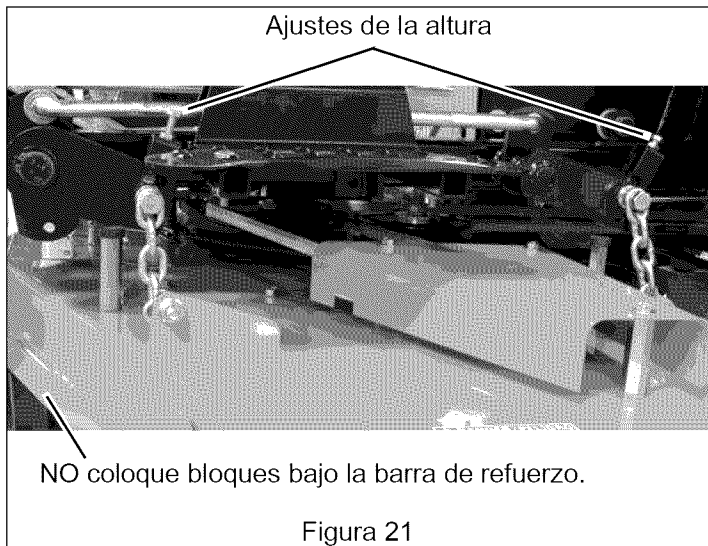 Ajustes de la altura
NO coloque bloques bajo la barra de refuerzo.
Figura 21